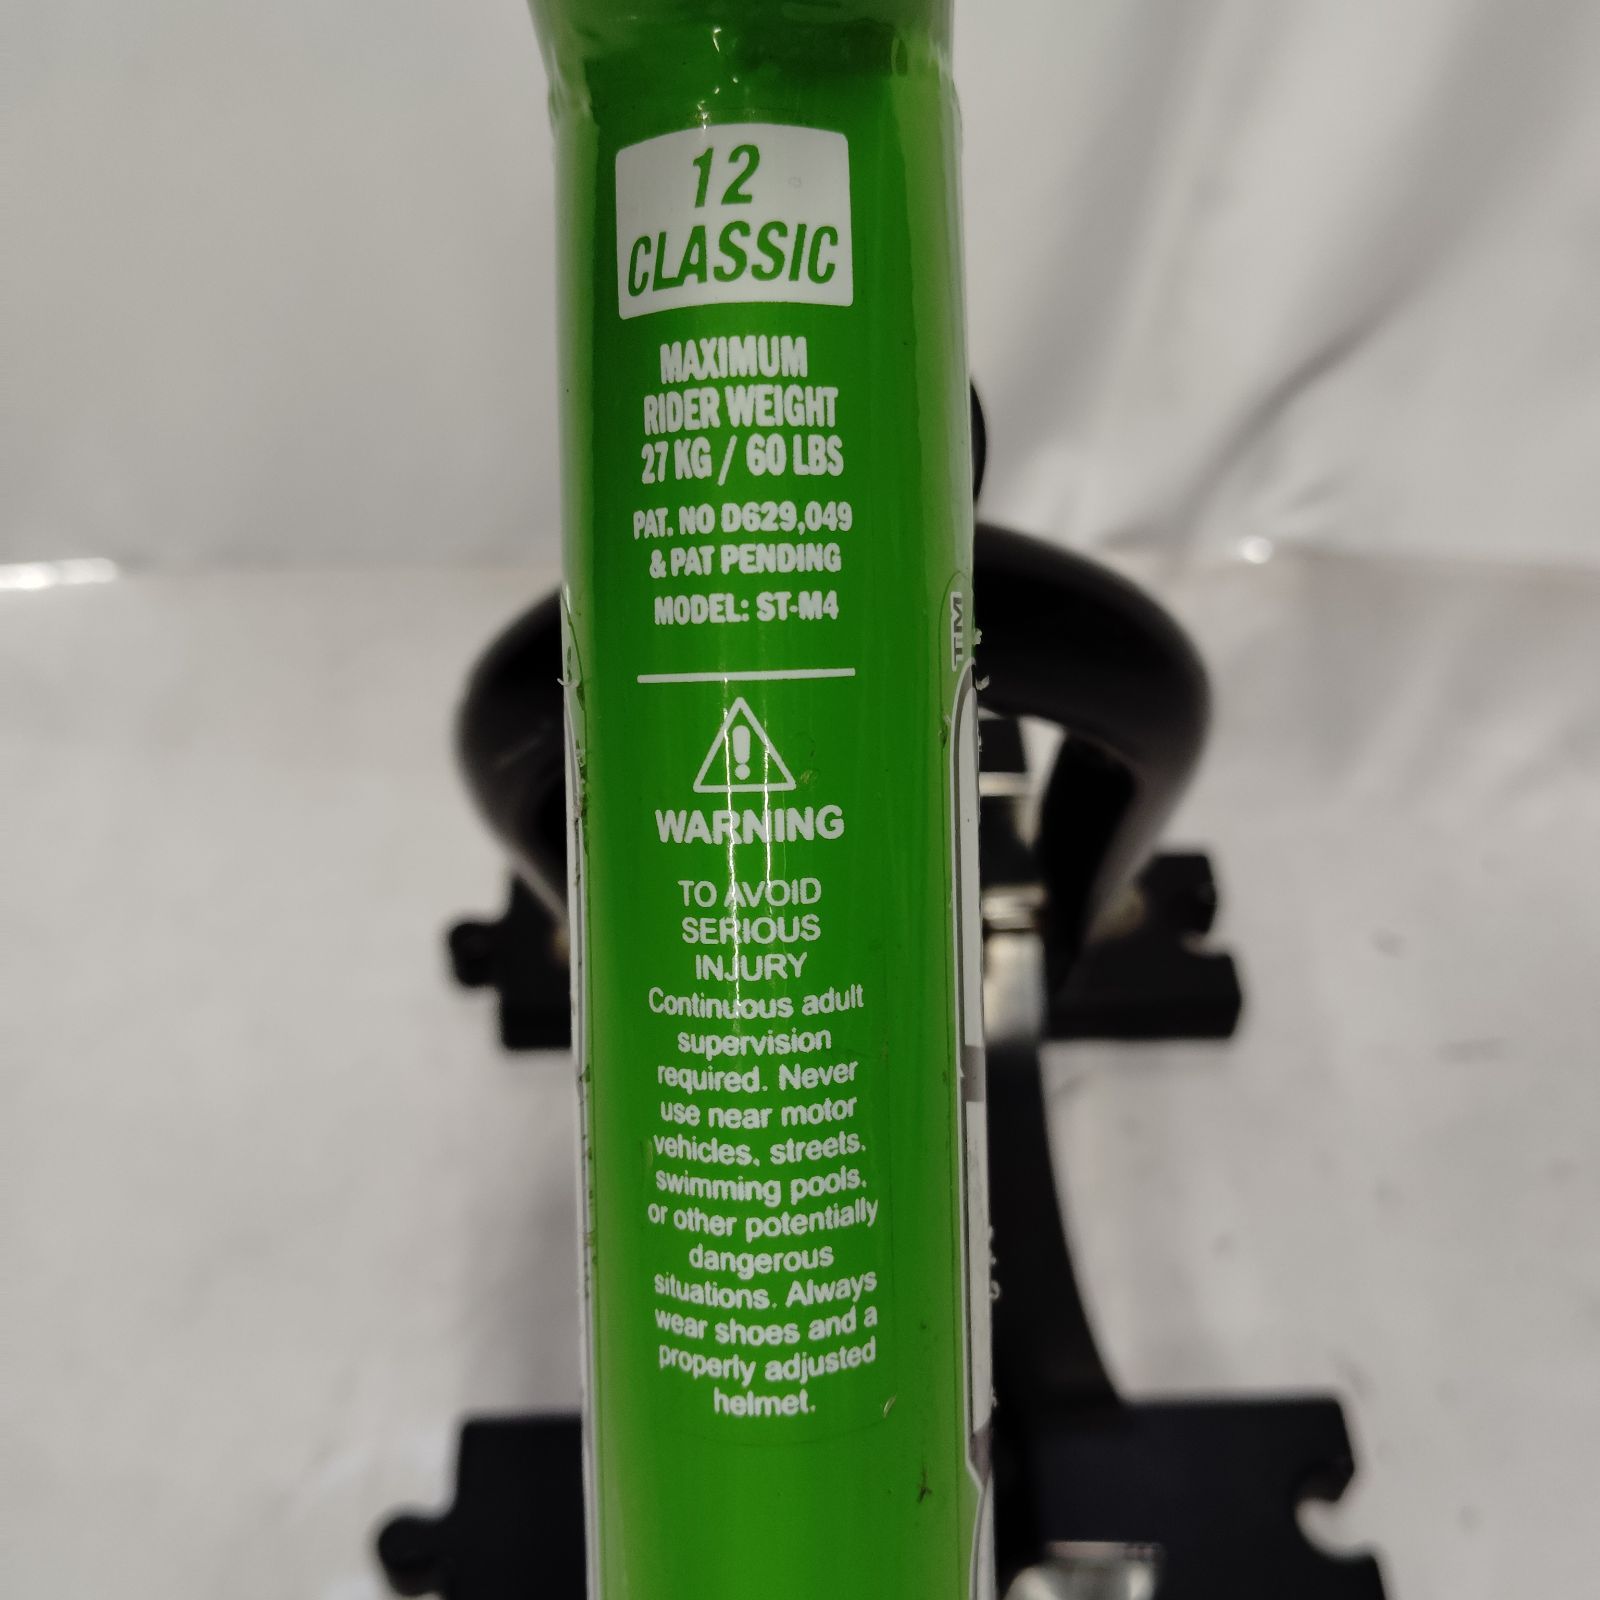 12
CLASSIC
MAXIMUM
RIDER WEIGHT
27 KG / 60 LBS
PAT. NO D629,049
& PAT PENDING
MODEL: ST-M4
WARNING
TO AVOID
SERIOUS
INJURY
Continuous adult
supervision
required. Never
use near motor
vehicles, streets,
swimming pools,
or other potentially
dangerous
situations. Always
wear shoes and a
properly adjusted
helmet.
TM